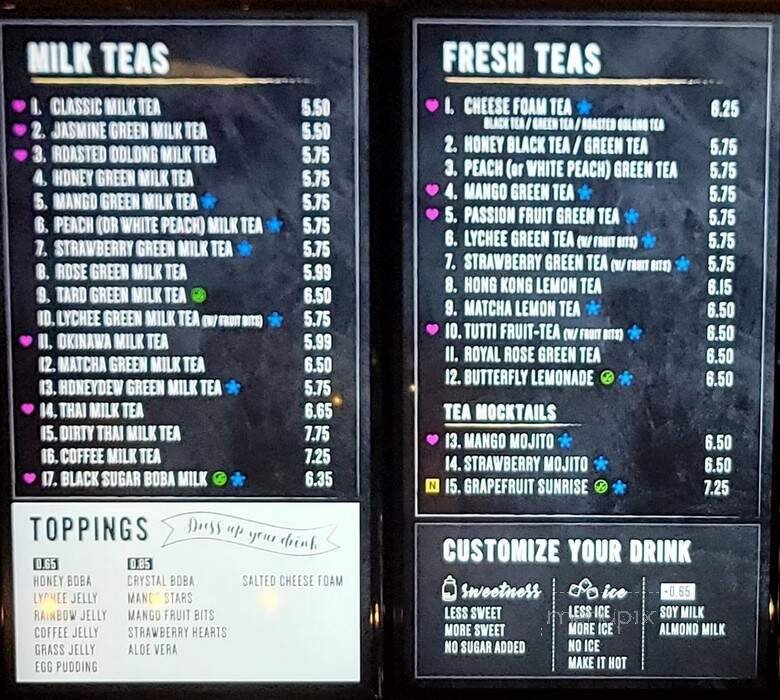 MILK TEAS
1. CLASSIC MILK TEA 5.50
2. JASMINE GREEN MILK TEA 5.50
3. ROASTED OOLONG MILK TEA 5.75
4. HONEY GREEN MILK TEA 5.75
5. MANGO GREEN MILK TEA 5.75
6. PEACH (OR WHITE PEACH) MILK TEA 5.75
7. STRAWBERRY GREEN MILK TEA 5.75
8. ROSE GREEN MILK TEA 5.99
9. TARO GREEN MILK TEA 6.50
10. LYCHEE GREEN MILK TEA (W/ FRUIT BITS) 5.75
11. OKINAWA MILK TEA 5.99
12. MATCHA GREEN MILK TEA 6.50
13. HONEYDEW GREEN MILK TEA 5.75
14. THAI MILK TEA 6.65
15. DIRTY THAI MILK TEA 7.75
16. COFFEE MILK TEA 7.25
17. BLACK SUGAR BOBA MILK 6.35
TOPPINGS
Dress up your drink
0.65
HONEY BOBA
LYCHEE JELLY
RAINBOW JELLY
COFFEE JELLY
GRASS JELLY
EGG PUDDING
0.85
CRYSTAL BOBA
MANGO STARS
MANGO FRUIT BITS
STRAWBERRY HEARTS
ALOE VERA
SALTED CHEESE FOAM
FRESH TEAS
1. CHEESE FOAM TEA 6.25
BLACK TEA / GREEN TEA / ROASTED OOLONG TEA
2. HONEY BLACK TEA / GREEN TEA 5.75
3. PEACH (or WHITE PEACH) GREEN TEA 5.75
4. MANGO GREEN TEA 5.75
5. PASSION FRUIT GREEN TEA 5.75
6. LYCHEE GREEN TEA (W/ FRUIT BITS) 5.75
7. STRAWBERRY GREEN TEA (W/ FRUIT BITS) 5.75
8. HONG KONG LEMON TEA 6.15
9. MATCHA LEMON TEA 6.50
10. TUTTI FRUIT-TEA (W/ FRUIT BITS) 6.50
11. ROYAL ROSE GREEN TEA 6.50
12. BUTTERFLY LEMONADE 6.50
TEA MOCKTAILS
13. MANGO MOJITO 6.50
14. STRAWBERRY MOJITO 6.50
N 15. GRAPEFRUIT SUNRISE 7.25
CUSTOMIZE YOUR DRINK
sweetness
LESS SWEET
MORE SWEET
NO SUGAR ADDED
ice
LESS ICE
MORE ICE
NO ICE
MAKE IT HOT
+0.65
SOY MILK
ALMOND MILK